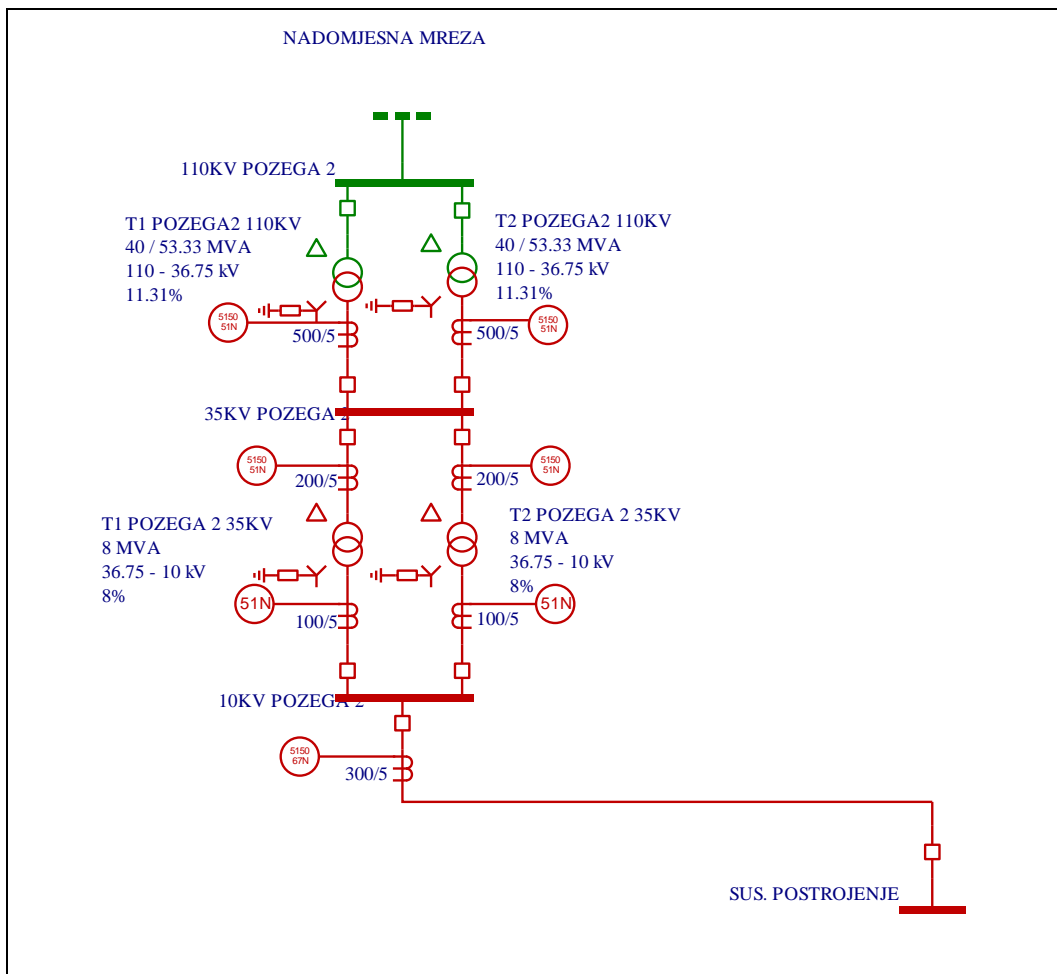 NADOMJESNA MREZA
110KV POZEGA 2
T1 POZEGA2 110KV
40 / 53.33 MVA
110 - 36.75 kV
11.31%
T2 POZEGA2 110KV
40 / 53.33 MVA
110 - 36.75 kV
11.31%
5150
51N
500/5
500/5
5150
51N
35KV POZEGA 2
5150
51N
200/5
200/5
5150
51N
T1 POZEGA 2 35KV
8 MVA
36.75 - 10 kV
8%
T2 POZEGA 2 35KV
8 MVA
36.75 - 10 kV
8%
51N
100/5
100/5
51N
10KV POZEGA 2
5150
67N
300/5
SUS. POSTROJENJE